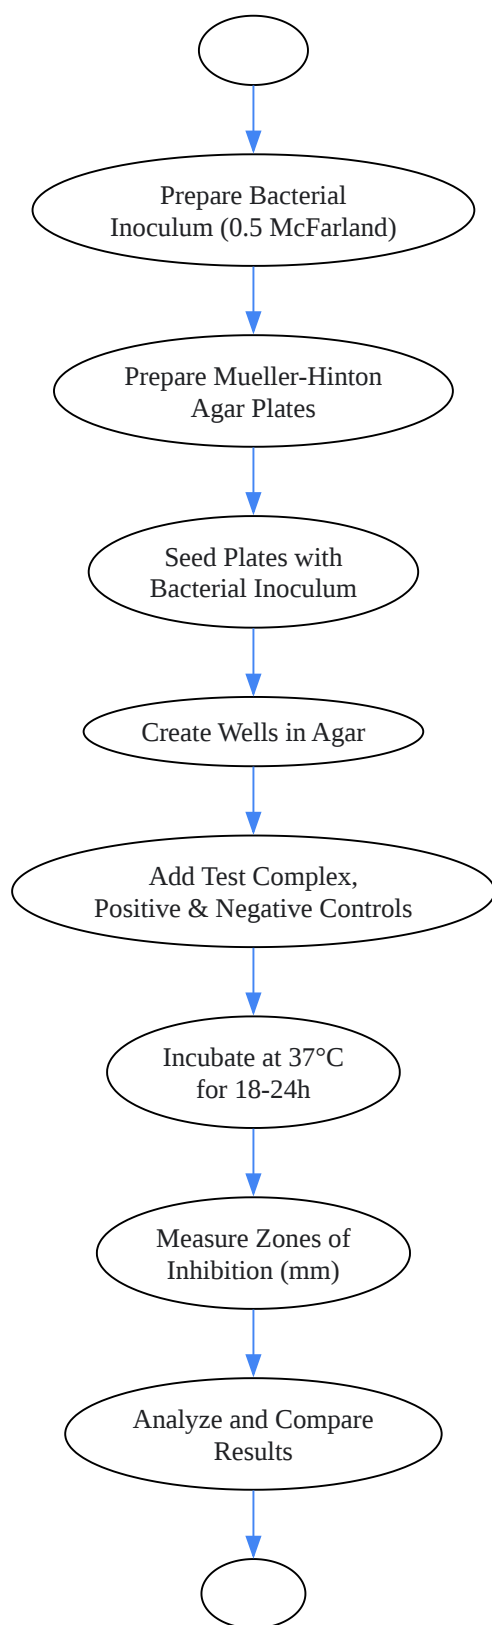 Prepare Bacterial
Inoculum (0.5 McFarland)
Prepare Mueller-Hinton
Agar Plates
Seed Plates with
Bacterial Inoculum
Create Wells in Agar
Add Test Complex,
Positive & Negative Controls
Incubate at 37°C
for 18-24h
Measure Zones of
Inhibition (mm)
Analyze and Compare
Results